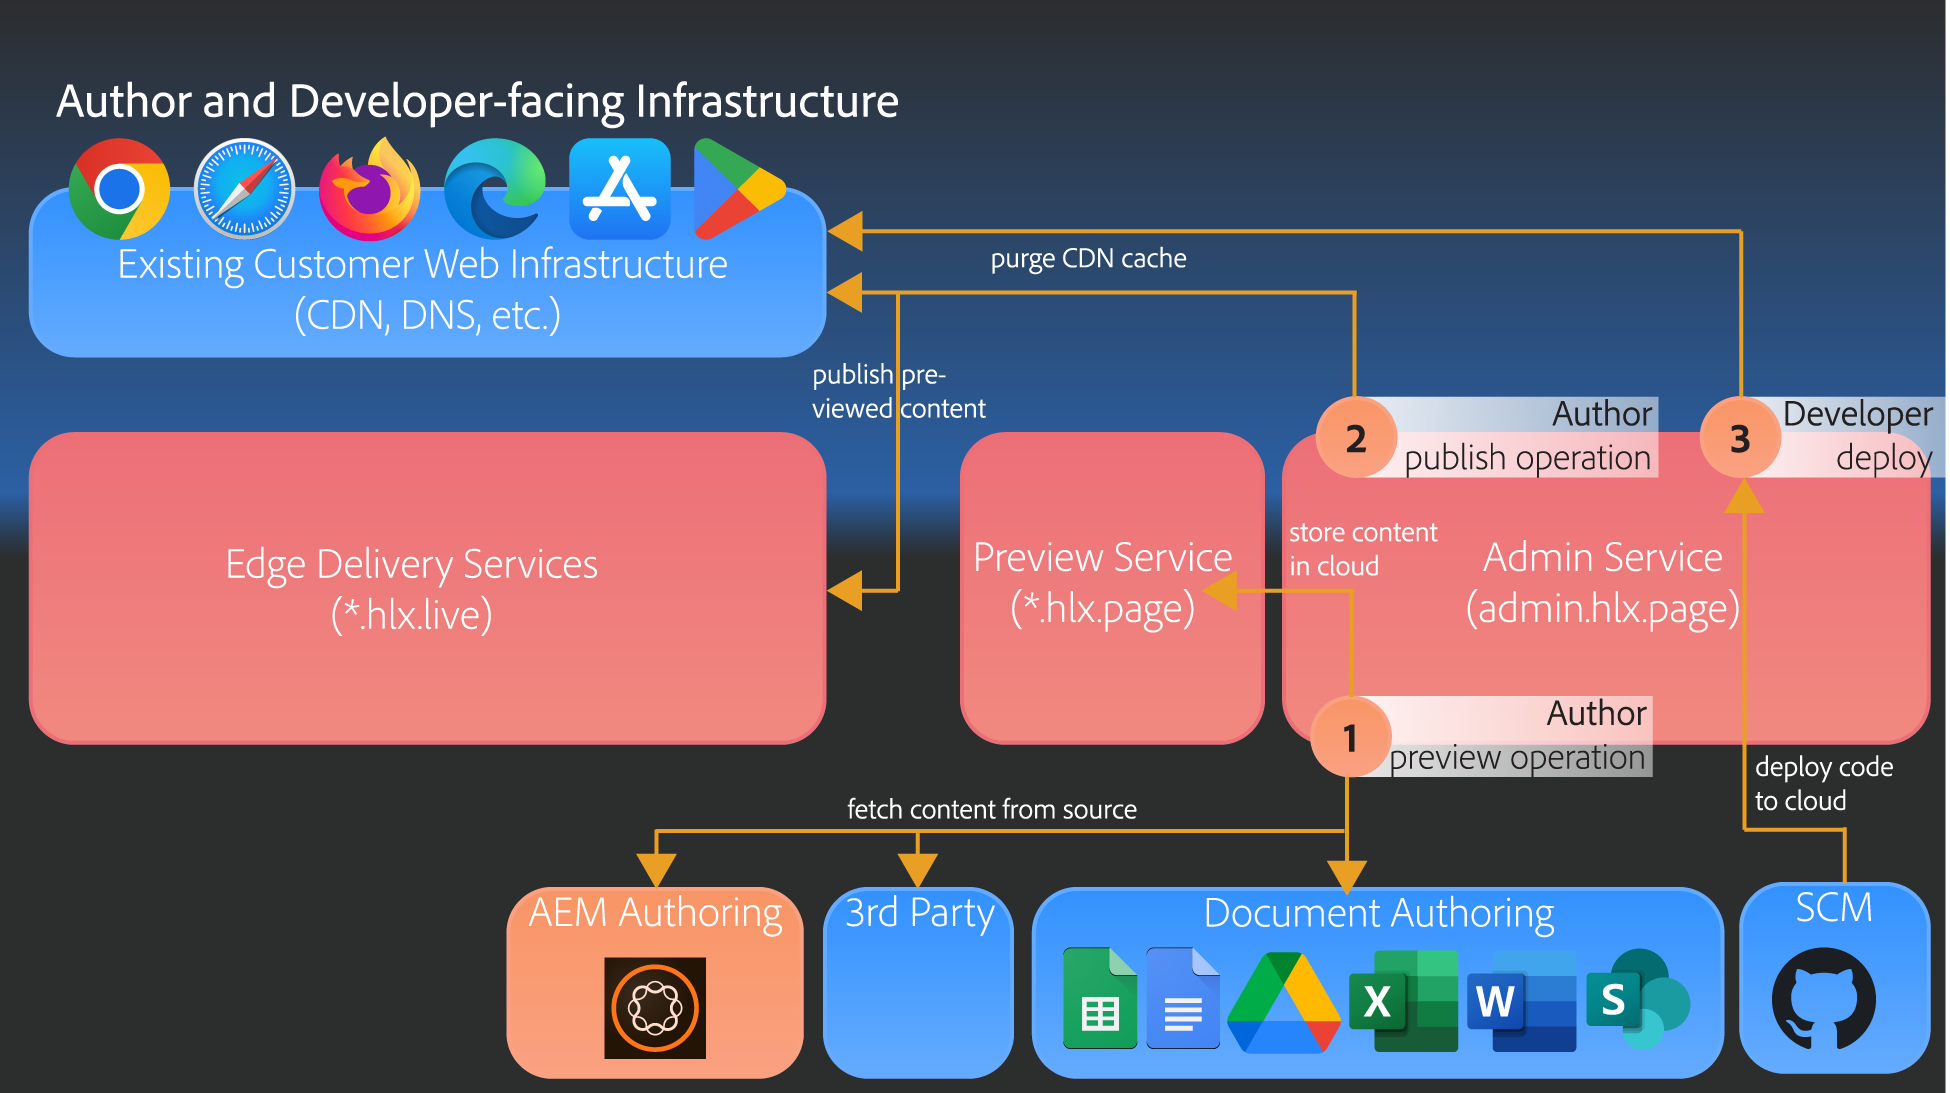 Author and Developer-facing Infrastructure
Existing Customer Web Infrastructure
(CDN, DNS, etc.)
purge CDN cache
publish pre-
viewed content
2
Author
publish operation
3
Developer
deploy
Edge Delivery Services
(*.hlx.live)
Preview Service
(*.hlx.page)
store content
in cloud
Admin Service
(admin.hlx.page)
1
Author
preview operation
deploy code
to cloud
fetch content from source
AEM Authoring
3rd Party
Document Authoring
X
W
S
SCM